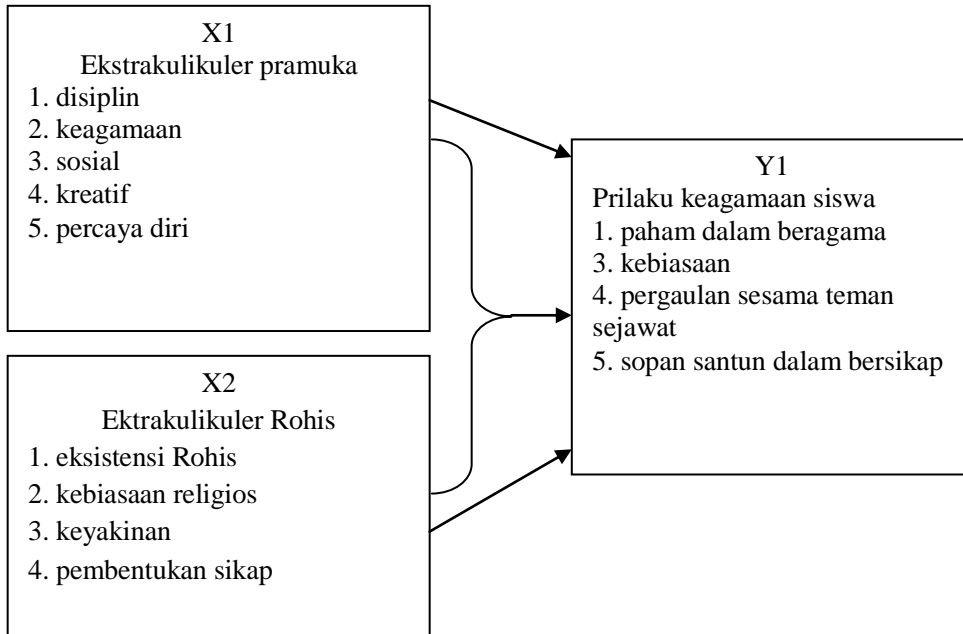 X1
Ekstrakulikuler pramuka
1. disiplin
2. keagamaan
3. sosial
4. kreatif
5. percaya diri
X2
Ektrakulikuler Rohis
1. eksistensi Rohis
2. kebiasaan religios
3. keyakinan
4. pembentukan sikap
Y1
Prilaku keagamaan siswa
1. paham dalam beragama
3. kebiasaan
4. pergaulan sesama teman
sejawat
5. sopan santun dalam bersikap